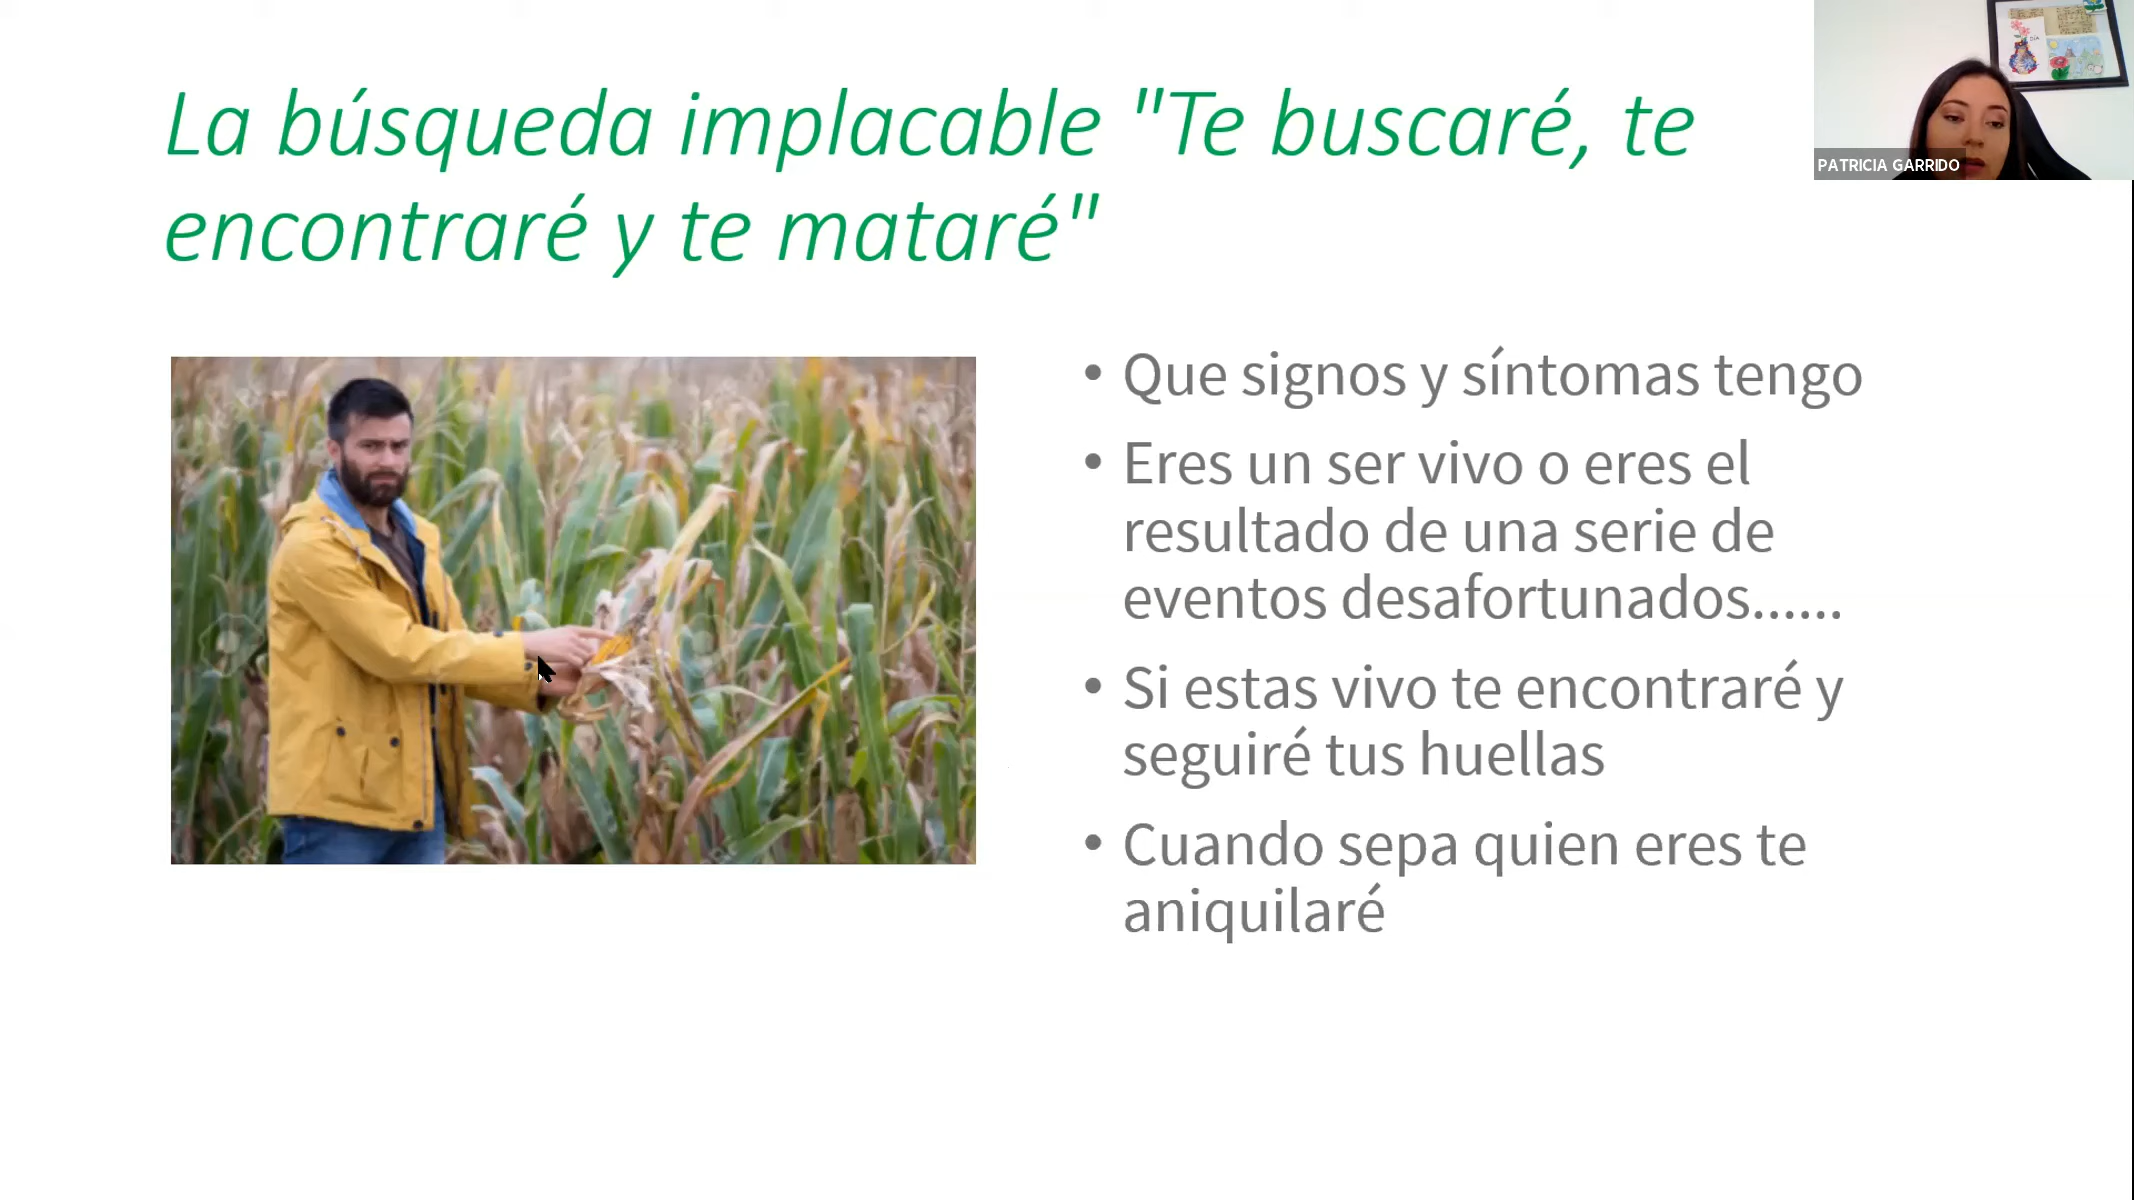 La búsqueda implacable "Te buscaré, te
encontraré y te mataré"
PATRICIA GARRIDO
• Que signos y síntomas tengo
• Eres un ser vivo o eres el
resultado de una serie de
eventos desafortunados......
• Si estas vivo te encontraré y
seguiré tus huellas
• Cuando sepa quien eres te
aniquilaré